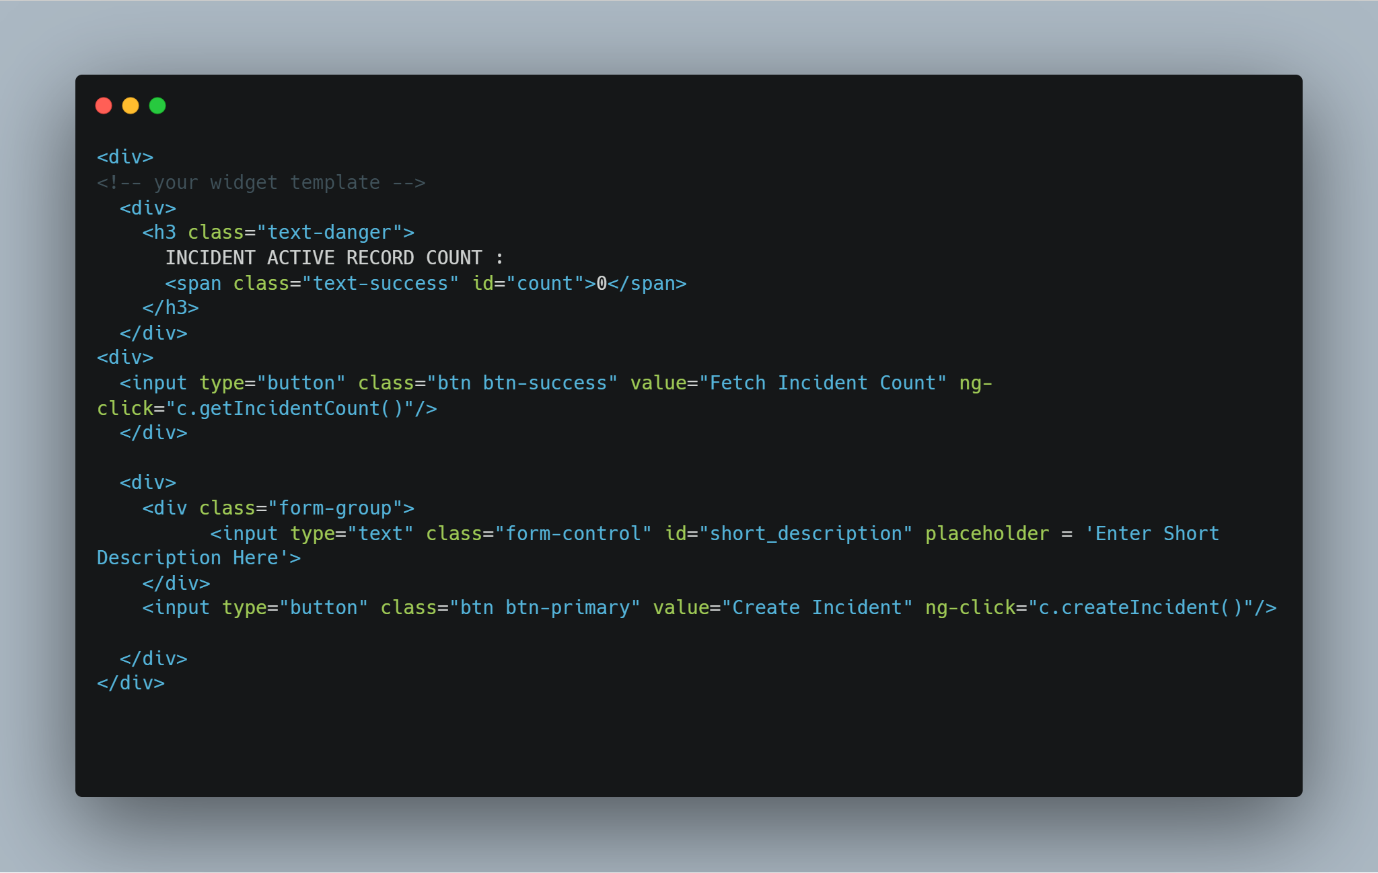 <div>
<!-- your widget template -->
  <div>
    <h3 class="text-danger">
      INCIDENT ACTIVE RECORD COUNT :
      <span class="text-success" id="count">0</span>
    </h3>
  </div>
<div>
  <input type="button" class="btn btn-success" value="Fetch Incident Count" ng-
click="c.getIncidentCount()"/>
  </div>

  <div>
    <div class="form-group">
          <input type="text" class="form-control" id="short_description" placeholder = 'Enter Short
Description Here'>
    </div>
    <input type="button" class="btn btn-primary" value="Create Incident" ng-click="c.createIncident()"/>

  </div>
</div>